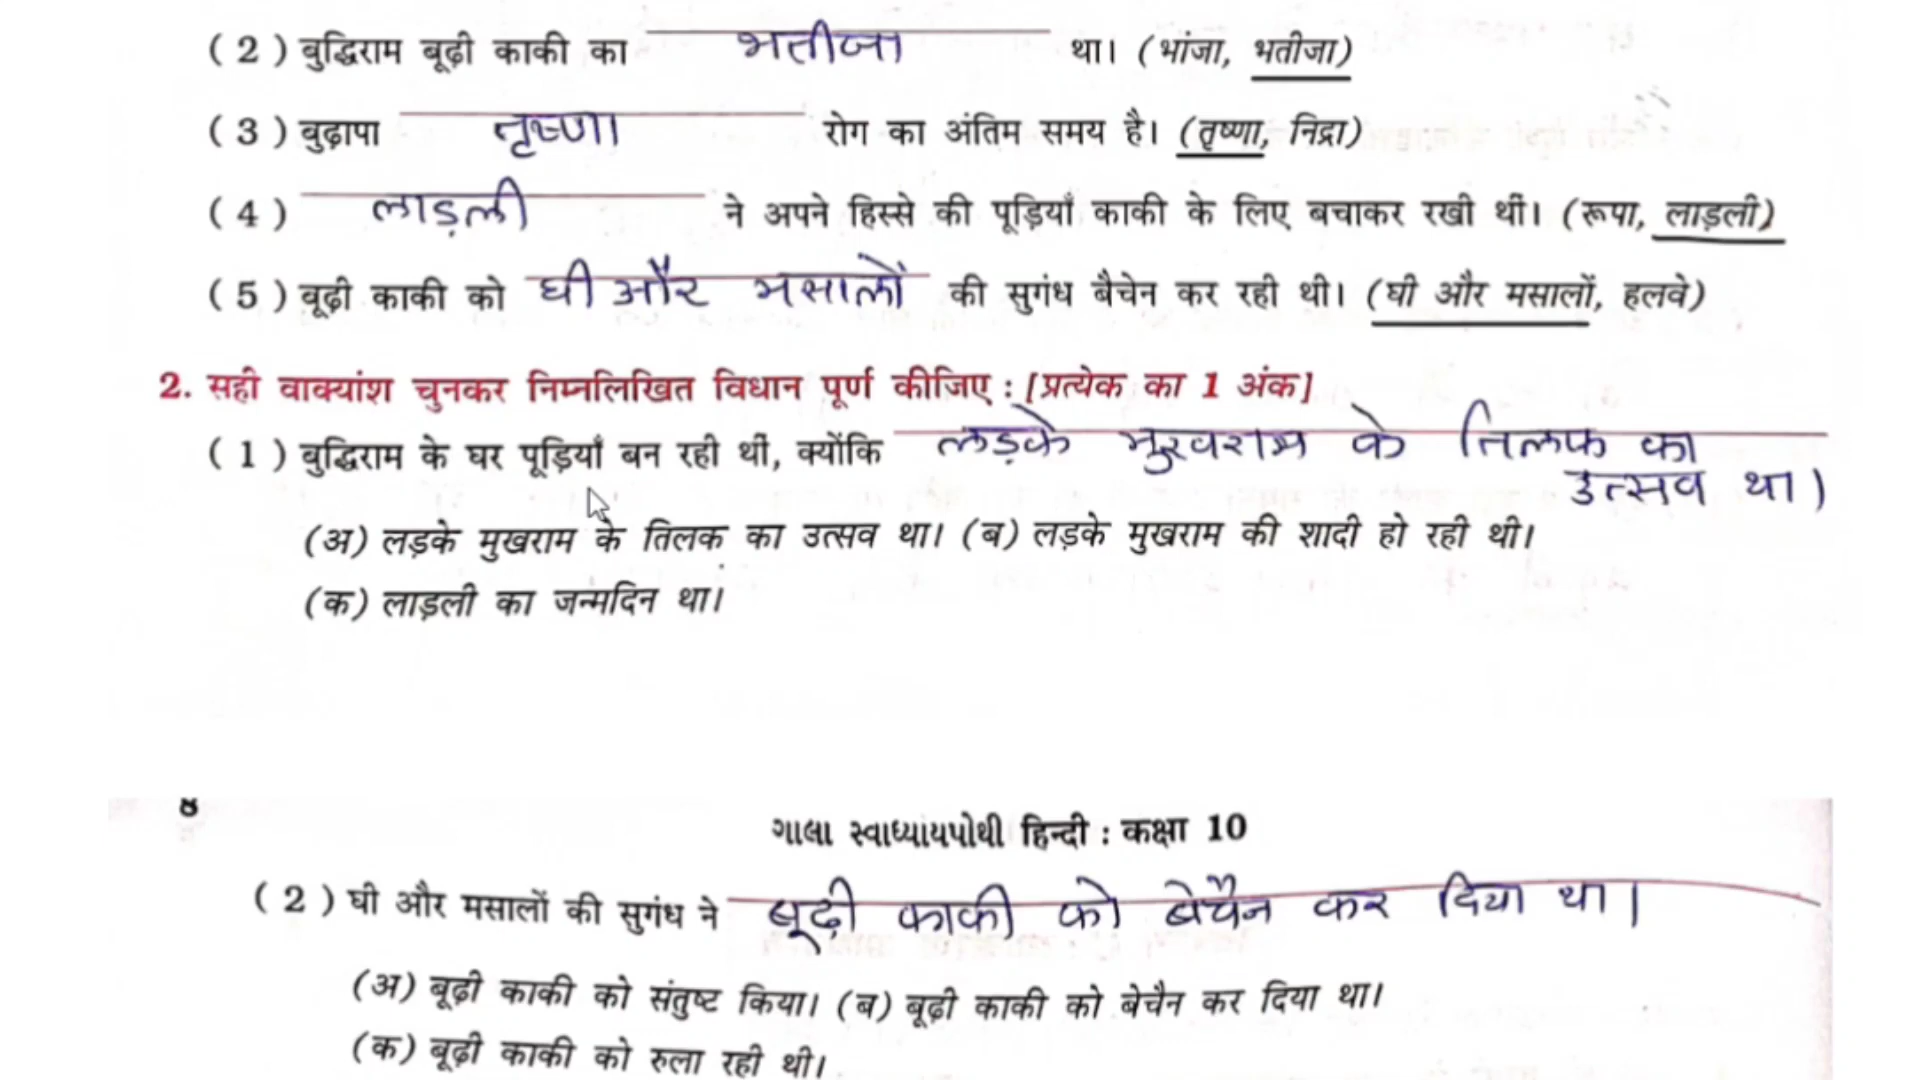 ( 2 ) बुद्धिराम बूढ़ी काकी का भतीजा था। (भांजा, भतीजा)
( 3 ) बुढ़ापा तृष्णा रोग का अंतिम समय है। (तृष्णा, निद्रा)
( 4 ) लाड़ली ने अपने हिस्से की पूड़ियाँ काकी के लिए बचाकर रखी थीं। (रूपा, लाड़ली)
( 5 ) बूढ़ी काकी को घी और मसालों की सुगंध बैचेन कर रही थी। (घी और मसालों, हलवे)
2. सही वाक्यांश चुनकर निम्नलिखित विधान पूर्ण कीजिए : [प्रत्येक का 1 अंक]
( 1 ) बुद्धिराम के घर पूड़ियाँ बन रही थीं, क्योंकि लड़के मुखराम के तिलक का
उत्सव था।
(अ) लड़के मुखराम के तिलक का उत्सव था। (ब) लड़के मुखराम की शादी हो रही थी।
(क) लाड़ली का जन्मदिन था।
8
ગાલા સ્વાધ્યાયપોથી हिन्दी : कक्षा 10
( 2 ) घी और मसालों की सुगंध ने बूढ़ी काकी को बेचैन कर दिया था।
(अ) बूढ़ी काकी को संतुष्ट किया। (ब) बूढ़ी काकी को बेचैन कर दिया था।
(क) बूढ़ी काकी को रुला रही थी।